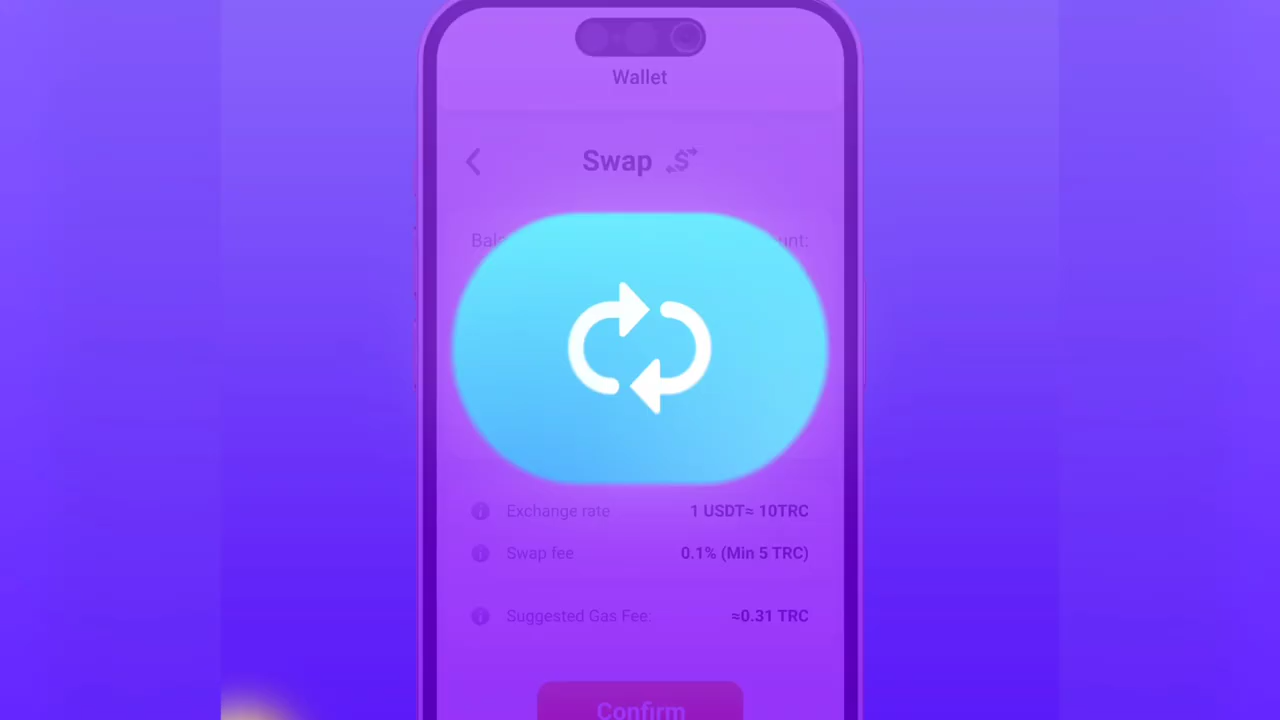 Wallet
Swap
Exchange rate 1 USDT≈ 10TRC
Swap fee 0.1% (Min 5 TRC)
Suggested Gas Fee: ≈0.31 TRC
Confirm